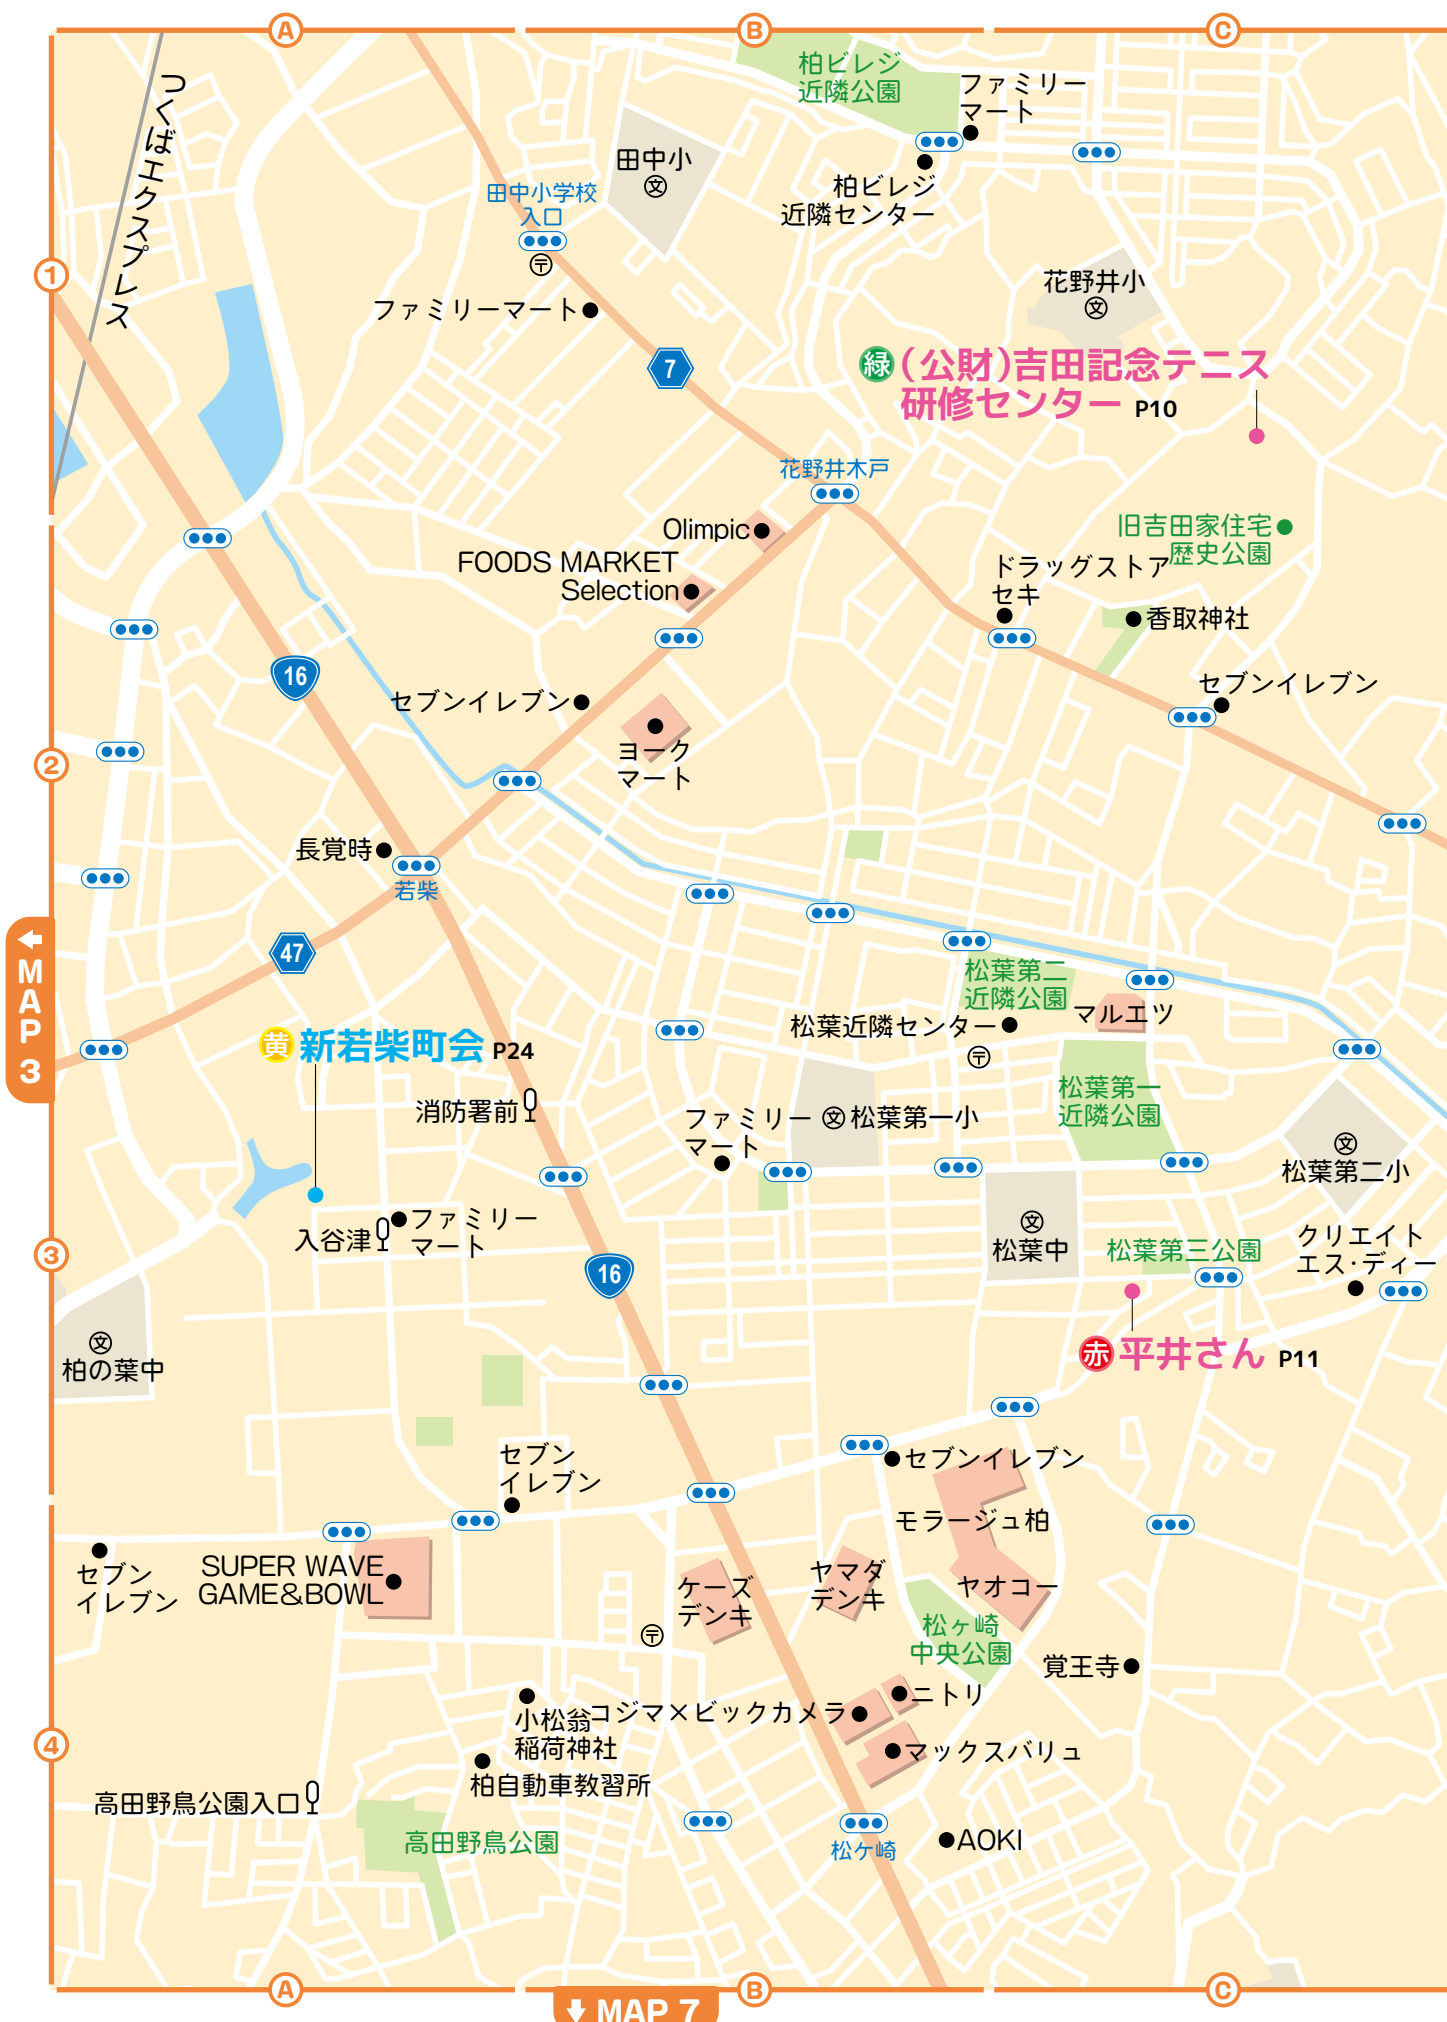 A
B
C
つくばエクスプレス
柏ビレジ
近隣公園
ファミリー
マート
田中小
文
柏ビレジ
近隣センター
田中小学校
入口
〒
1
ファミリーマート
花野井小
文
7
緑 (公財)吉田記念テニス
研修センター P10
花野井木戸
Olimpic
旧吉田家住宅
歴史公園
FOODS MARKET
Selection
ドラッグストア
セキ
香取神社
16
セブンイレブン
セブンイレブン
ヨーク
マート
2
長覚時
若柴
47
MAP 3
松葉第二
近隣公園
マルエツ
松葉近隣センター
〒
黄 新若柴町会 P24
松葉第一
近隣公園
消防署前
ファミリー
マート
文 松葉第一小
文
松葉第二小
入谷津
ファミリー
マート
文
松葉中
松葉第三公園
クリエイト
エス・ディー
3
16
赤 平井さん P11
文
柏の葉中
セブン
イレブン
セブンイレブン
モラージュ柏
セブン
イレブン
SUPER WAVE
GAME&BOWL
ケーズ
デンキ
ヤマダ
デンキ
ヤオコー
〒
松ヶ崎
中央公園
覚王寺
小松翁
稲荷神社
コジマ×ビックカメラ
ニトリ
4
マックスバリュ
柏自動車教習所
高田野鳥公園入口
高田野鳥公園
松ケ崎
AOKI
A
B
C
MAP 7